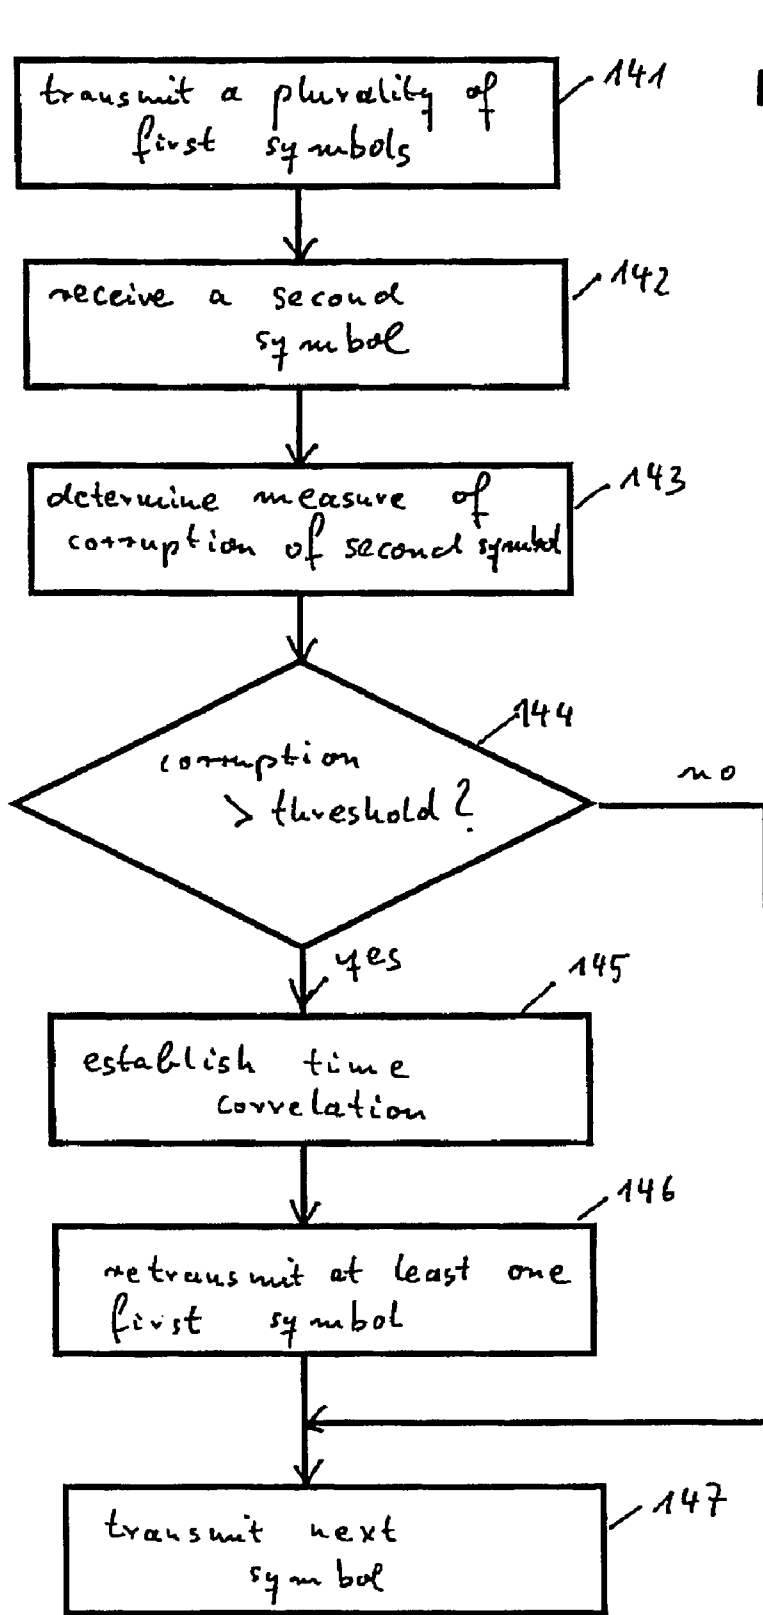 transmit a plurality of
first symbols
141
receive a second
symbol
142
determine measure of
corruption of second symbol
143
corruption
> threshold?
144
no
yes
establish time
correlation
145
retransmit at least one
first symbol
146
transmit next
symbol
147